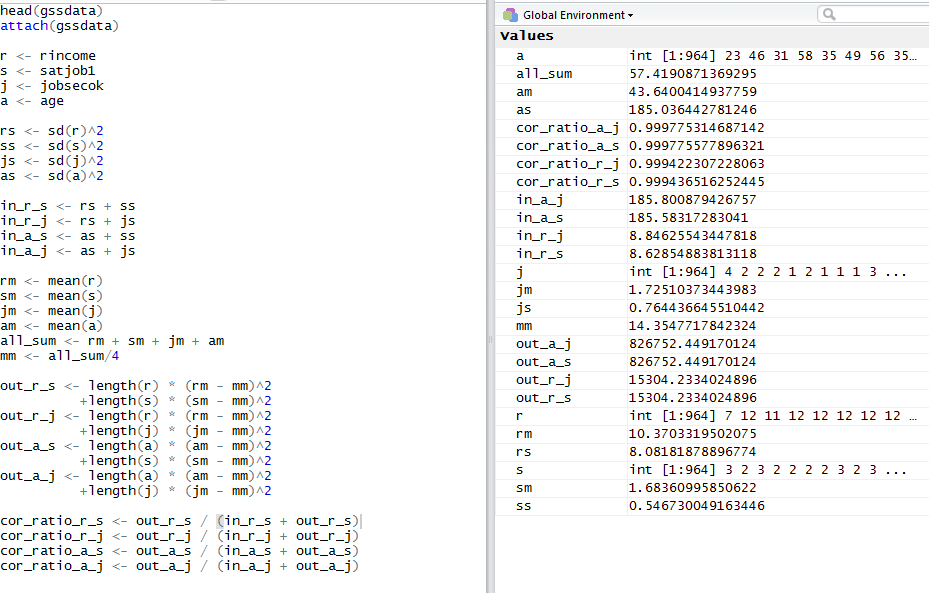 head(gssdata)
attach(gssdata)
r <- rincome
s <- satjob1
j <- jobsecok
a <- age
rs <- sd(r)^2
ss <- sd(s)^2
js <- sd(j)^2
as <- sd(a)^2
in_r_s <- rs + ss
in_r_j <- rs + js
in_a_s <- as + ss
in_a_j <- as + js
rm <- mean(r)
sm <- mean(s)
jm <- mean(j)
am <- mean(a)
all_sum <- rm + sm + jm + am
mm <- all_sum/4
out_r_s <- length(r) * (rm - mm)^2
+length(s) * (sm - mm)^2
out_r_j <- length(r) * (rm - mm)^2
+length(j) * (jm - mm)^2
out_a_s <- length(a) * (am - mm)^2
+length(s) * (sm - mm)^2
out_a_j <- length(a) * (am - mm)^2
+length(j) * (jm - mm)^2
cor_ratio_r_s <- out_r_s / (in_r_s + out_r_s)
cor_ratio_r_j <- out_r_j / (in_r_j + out_r_j)
cor_ratio_a_s <- out_a_s / (in_a_s + out_a_s)
cor_ratio_a_j <- out_a_j / (in_a_j + out_a_j)
Global Environment
values
a int [1:964] 23 46 31 58 35 49 56 35…
all_sum 57.4190871369295
am 43.6400414937759
as 185.036442781246
cor_ratio_a_j 0.999775314687142
cor_ratio_a_s 0.999775577896321
cor_ratio_r_j 0.999422307228063
cor_ratio_r_s 0.999436516252445
in_a_j 185.800879426757
in_a_s 185.58317283041
in_r_j 8.84625543447818
in_r_s 8.62854883813118
j int [1:964] 4 2 2 2 1 2 1 1 1 3 ...
jm 1.72510373443983
js 0.764436645510442
mm 14.3547717842324
out_a_j 826752.449170124
out_a_s 826752.449170124
out_r_j 15304.2334024896
out_r_s 15304.2334024896
r int [1:964] 7 12 11 12 12 12 12 12 …
rm 10.3703319502075
rs 8.08181878896774
s int [1:964] 3 2 3 2 2 2 2 3 2 3 ...
sm 1.68360995850622
ss 0.546730049163446